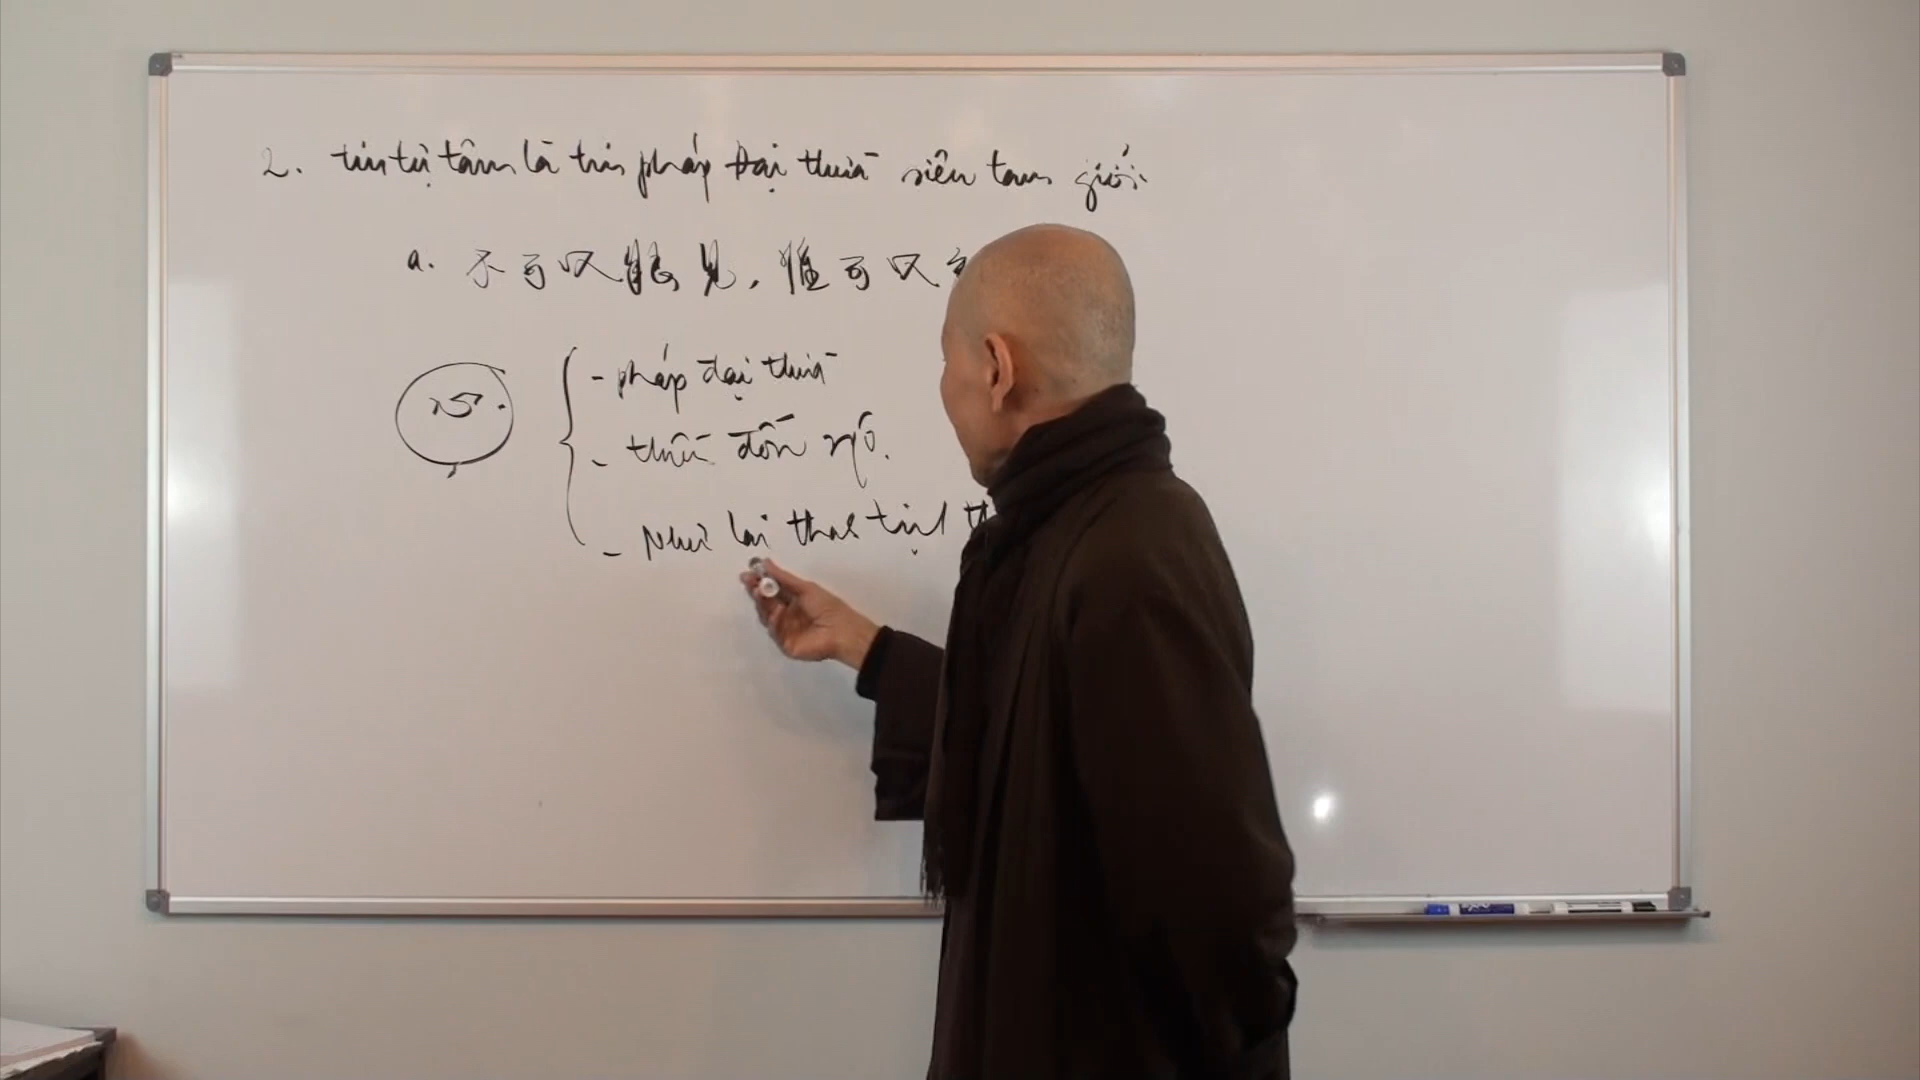 2. tin tự tâm là tin pháp Đại thừa siêu tam giới.
a. 不可以眼見,惟可以
- pháp đại thừa
- thiền đốn ngộ.
- Như lai thanh tịnh